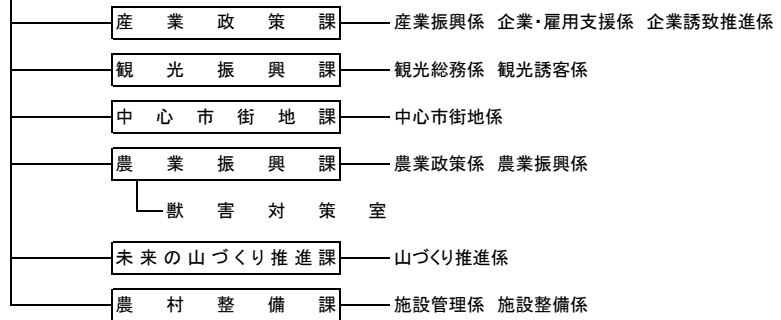 産業政策課 産業振興係 企業・雇用支援係 企業誘致推進係
観光振興課 観光総務係 観光誘客係
中心市街地課 中心市街地係
農業振興課 農業政策係 農業振興係
獣害対策室
未来の山づくり推進課 山づくり推進係
農村整備課 施設管理係 施設整備係